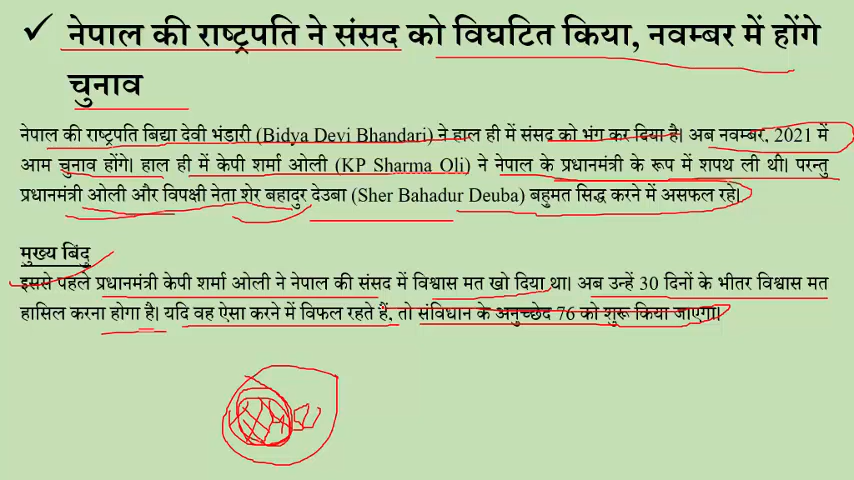 नेपाल की राष्ट्रपति ने संसद को विघटित किया, नवम्बर में होंगे
चुनाव
नेपाल की राष्ट्रपति बिद्या देवी भंडारी (Bidya Devi Bhandari) ने हाल ही में संसद को भंग कर दिया है। अब नवम्बर, 2021 में
आम चुनाव होंगे। हाल ही में केपी शर्मा ओली (KP Sharma Oli) ने नेपाल के प्रधानमंत्री के रूप में शपथ ली थी। परन्तु
प्रधानमंत्री ओली और विपक्षी नेता शेर बहादुर देउबा (Sher Bahadur Deuba) बहुमत सिद्ध करने में असफल रहे।
मुख्य बिंदु
इससे पहले प्रधानमंत्री केपी शर्मा ओली ने नेपाल की संसद में विश्वास मत खो दिया था। अब उन्हें 30 दिनों के भीतर विश्वास मत
हासिल करना होगा है। यदि वह ऐसा करने में विफल रहते हैं, तो संविधान के अनुच्छेद 76 को शुरू किया जाएगा।